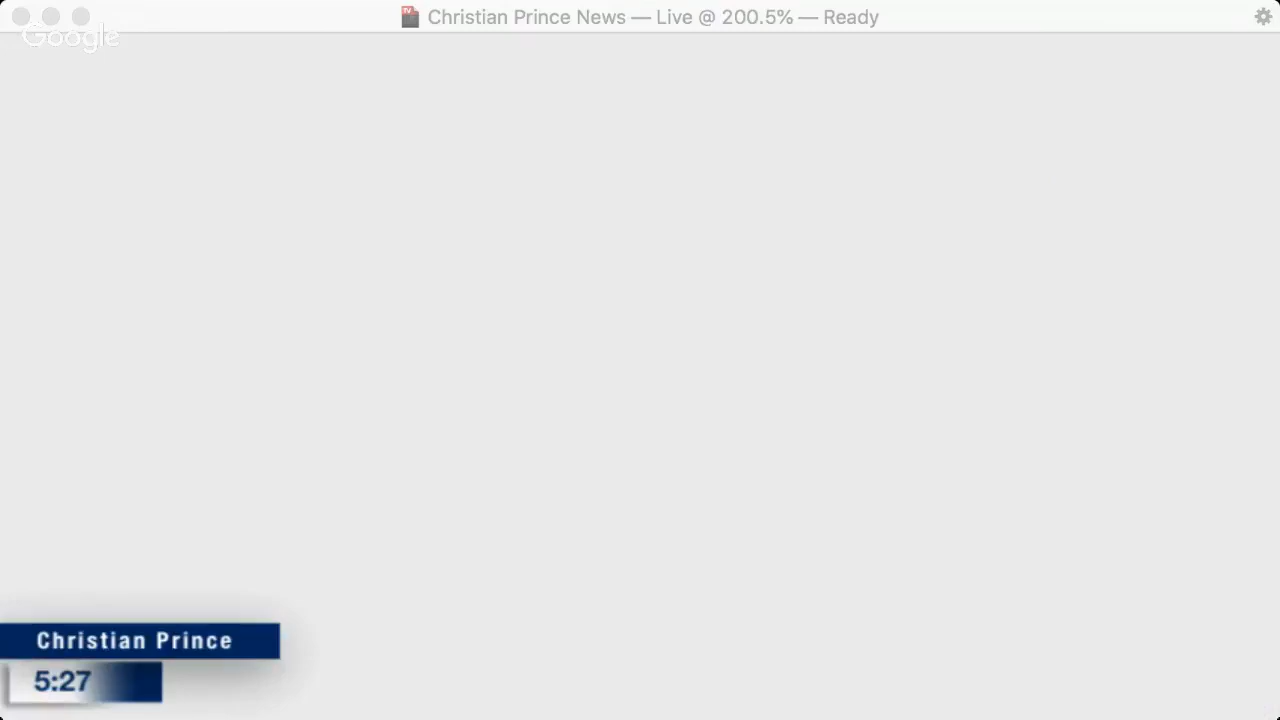 Christian Prince News — Live @ 200.5% — Ready
Google
Christian Prince
5:27